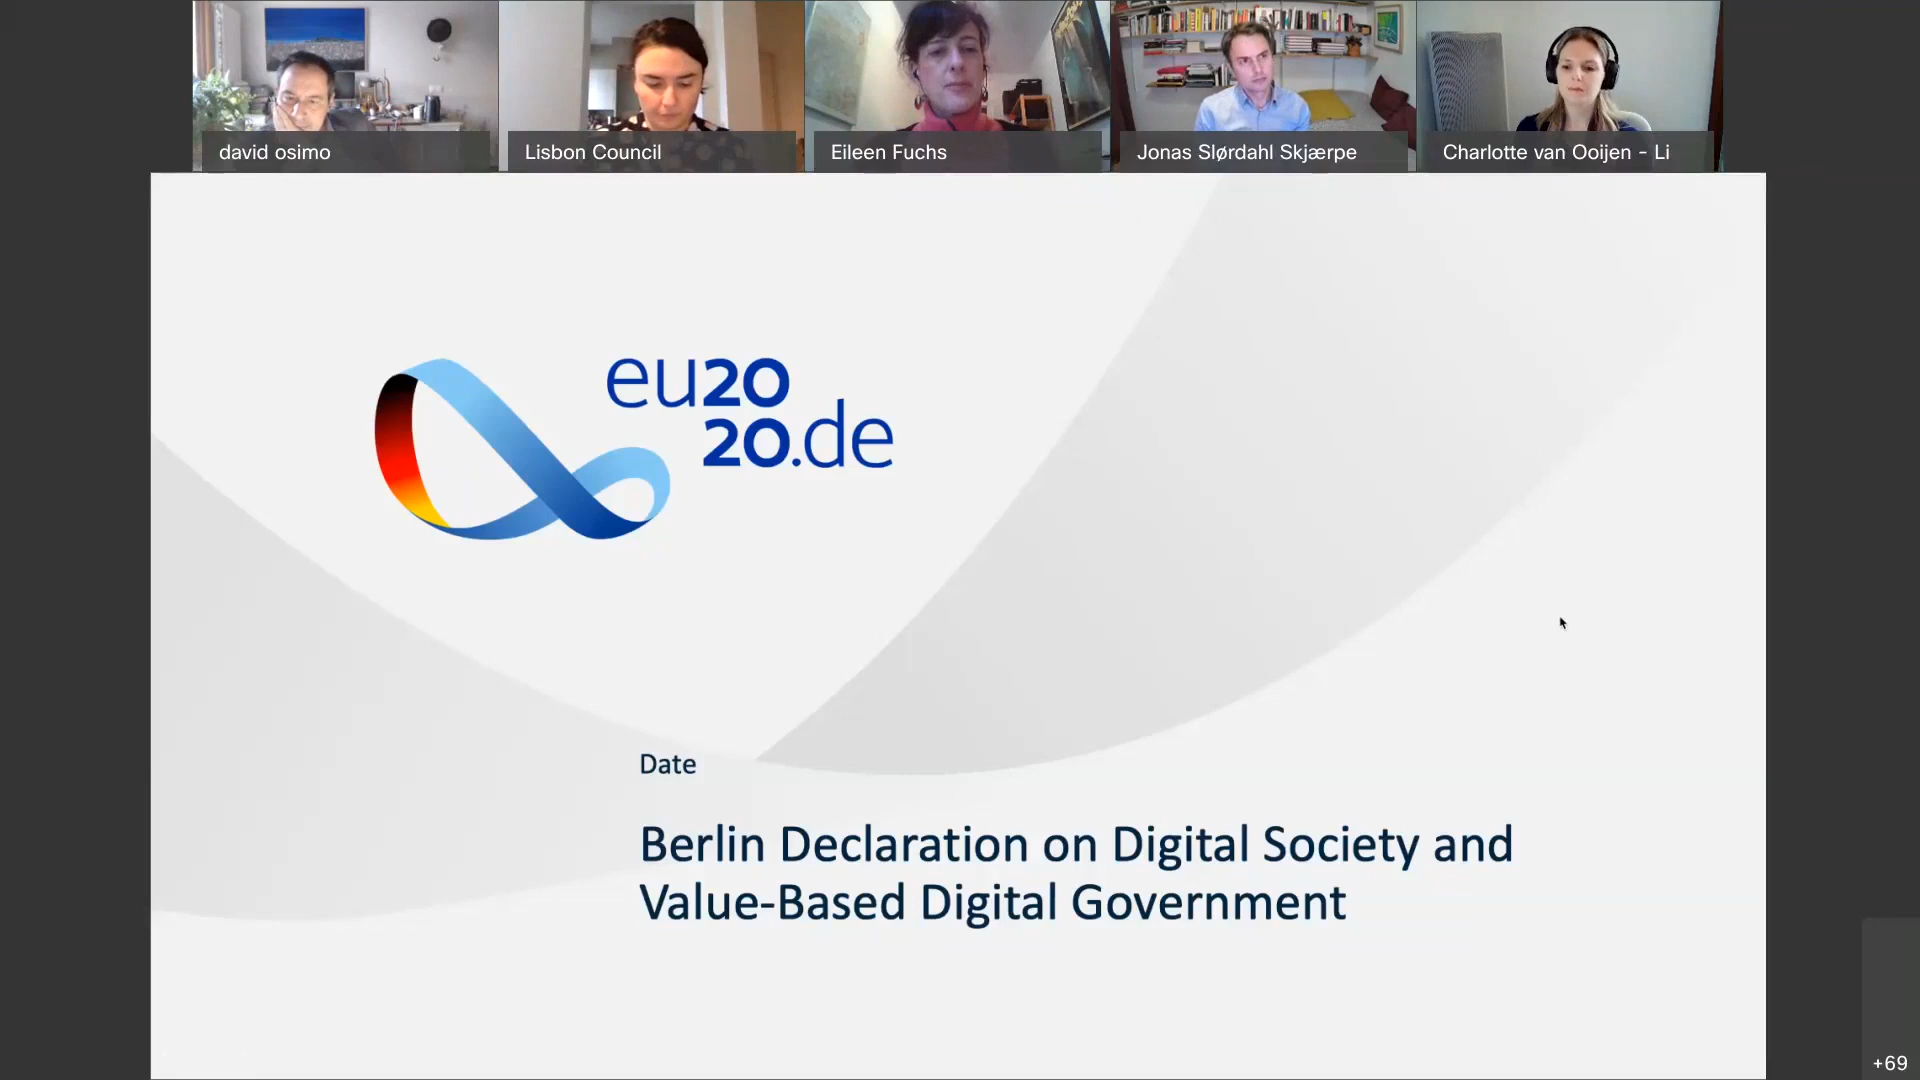 david osimo
Lisbon Council
Eileen Fuchs
Jonas Slørdahl Skjærpe
Charlotte van Ooijen - Li
eu20
20.de
Date
Berlin Declaration on Digital Society and
Value-Based Digital Government
+69